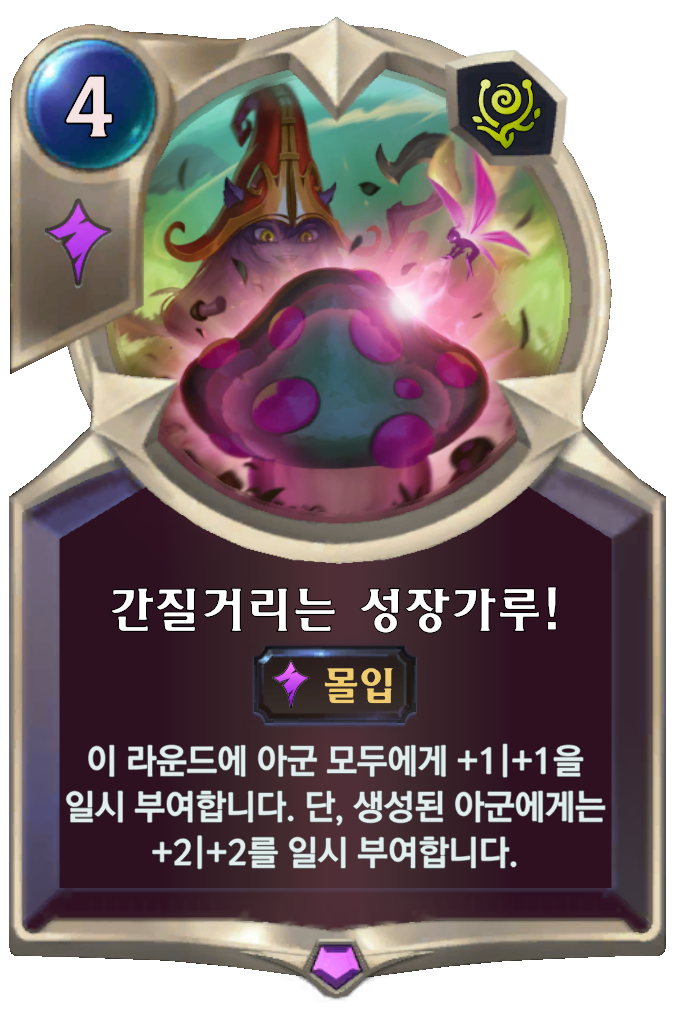 4
간질거리는 성장가루!
몰입
이 라운드에 아군 모두에게 +1|+1을
일시 부여합니다. 단, 생성된 아군에게는
+2|+2를 일시 부여합니다.